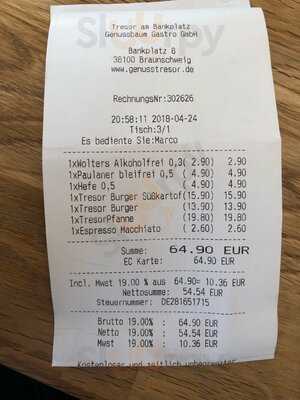 Tresor am Bankplatz
Genussbaum Gastro GmbH
Bankplatz 8
38100 Braunschweig
www.genusstresor.de
RechnungsNr:302626
20:58:11 2018-04-24
Tisch:3/1
Es bediente Sie:Marco
1xWolters Alkoholfrei 0,3( 2.90) 2.90
1xPaulaner bleifrei 0,5 ( 4.90) 4.90
1xHefe 0,5 ( 4.90) 4.90
1xTresor Burger Süßkartof(15.90) 15.90
1xTresor Burger (13.90) 13.90
1xTresorPfanne (19.80) 19.80
1xEspresso Macchiato ( 2.60) 2.60
Summe: 64.90 EUR
EC Karte: 64.90 EUR
Incl. Mwst 19.00 % aus 64.90= 10.36 EUR
Nettosumme: 54.54 EUR
Steuernummer: DE281651715
Brutto 19.00% : 64.90 EUR
Netto 19.00% : 54.54 EUR
Mwst 19.00% : 10.36 EUR
Kostenloses und zeitlich unbegrenztes